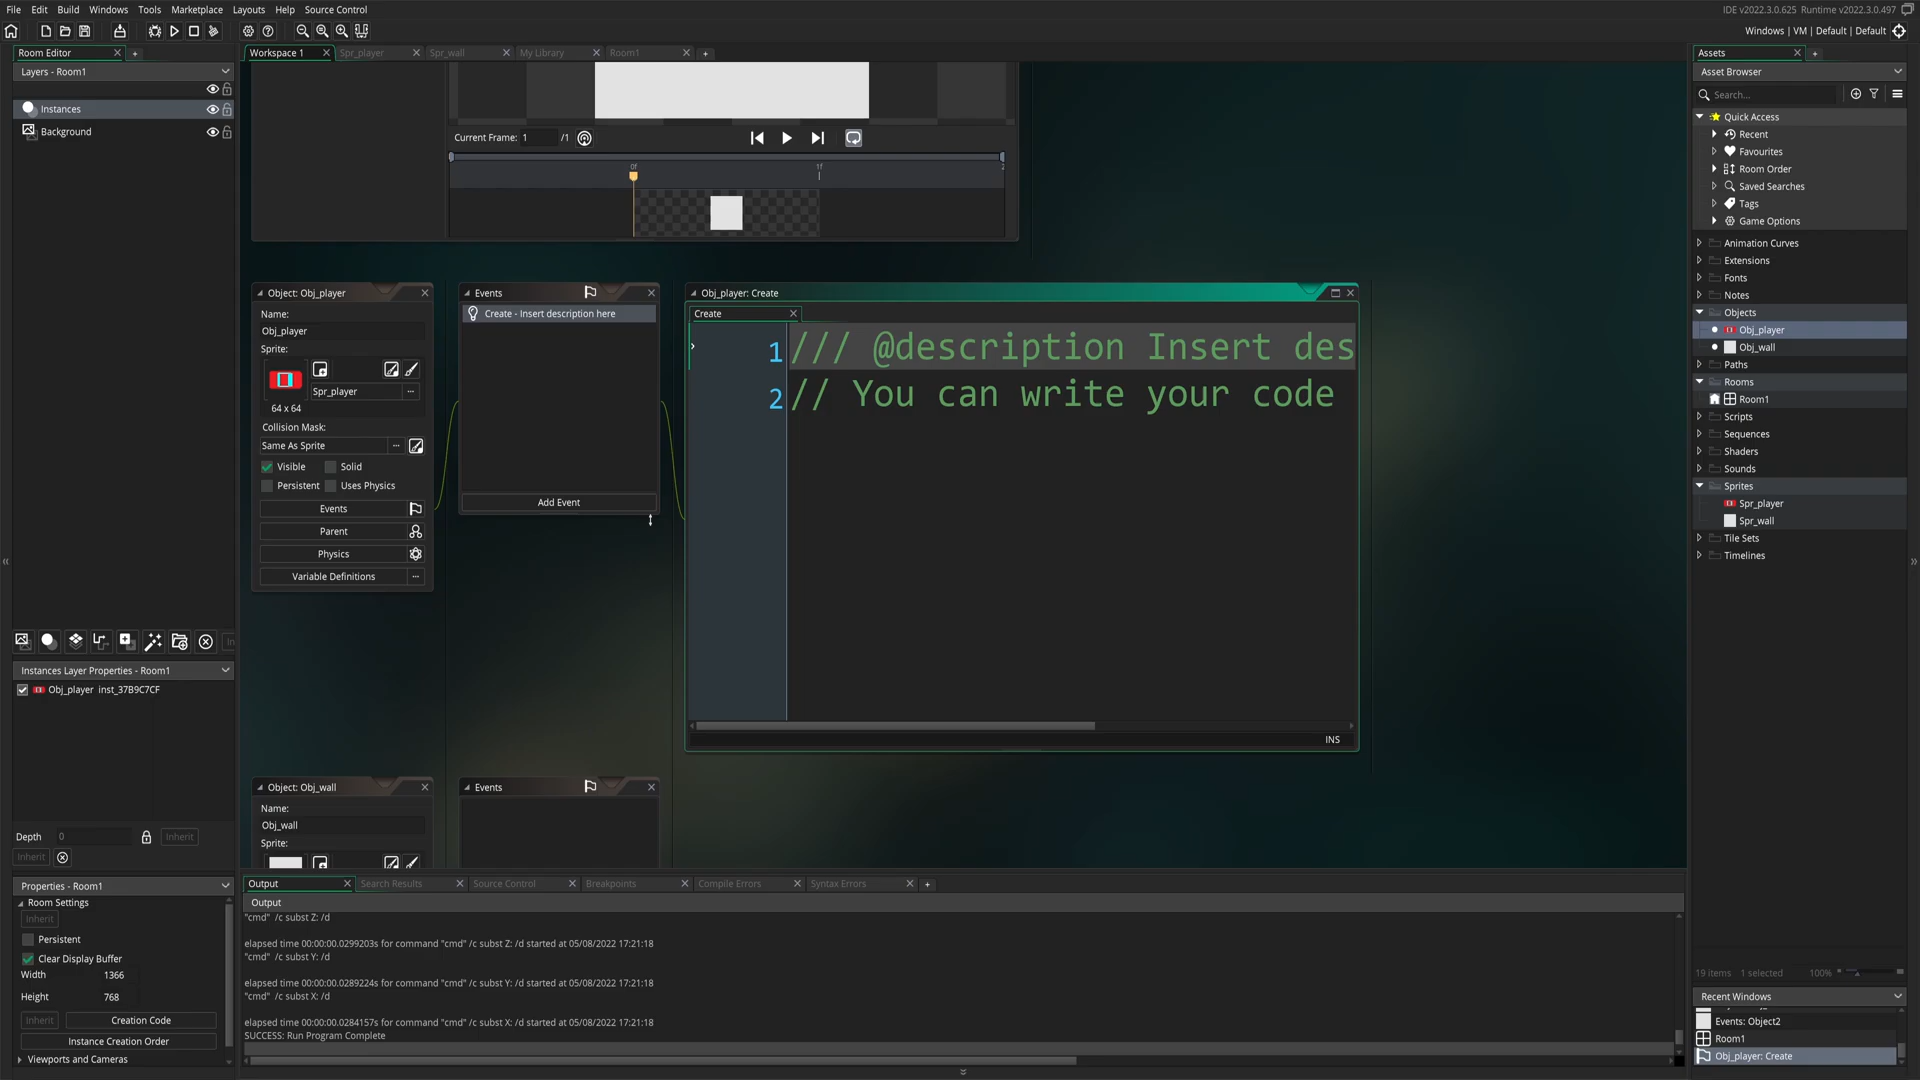 File Edit Build Windows Tools Marketplace Layouts Help Source Control
IDE v2022.3.0.625 Runtime v2022.3.0.497
Windows | VM | Default | Default
Room Editor
Layers - Room1
Instances
Background
Workspace 1
Spr_player
Spr_wall
My Library
Room1
Current Frame: 1 /1
0f
1f
Object: Obj_player
Name:
Obj_player
Sprite:
Spr_player
64 x 64
Collision Mask:
Same As Sprite
Visible
Solid
Persistent
Uses Physics
Events
Parent
Physics
Variable Definitions
Events
Create - Insert description here
Add Event
Obj_player: Create
Create
1 /// @description Insert des
2 // You can write your code
INS
Object: Obj_wall
Name:
Obj_wall
Sprite:
Events
Instances Layer Properties - Room1
Obj_player inst_37B9C7CF
Depth 0
Inherit
Inherit
Properties - Room1
Room Settings
Inherit
Persistent
Clear Display Buffer
Width 1366
Height 768
Inherit
Creation Code
Instance Creation Order
Viewports and Cameras
Output
Search Results
Source Control
Breakpoints
Compile Errors
Syntax Errors
Output
"cmd" /c subst Z: /d
elapsed time 00:00:00.0299203s for command "cmd" /c subst Z: /d started at 05/08/2022 17:21:18
"cmd" /c subst Y: /d
elapsed time 00:00:00.0289224s for command "cmd" /c subst Y: /d started at 05/08/2022 17:21:18
"cmd" /c subst X: /d
elapsed time 00:00:00.0284157s for command "cmd" /c subst X: /d started at 05/08/2022 17:21:18
SUCCESS: Run Program Complete
Assets
Asset Browser
Search...
Quick Access
Recent
Favourites
Room Order
Saved Searches
Tags
Game Options
Animation Curves
Extensions
Fonts
Notes
Objects
Obj_player
Obj_wall
Paths
Rooms
Room1
Scripts
Sequences
Shaders
Sounds
Sprites
Spr_player
Spr_wall
Tile Sets
Timelines
19 items 1 selected 100%
Recent Windows
Events: Object2
Room1
Obj_player: Create